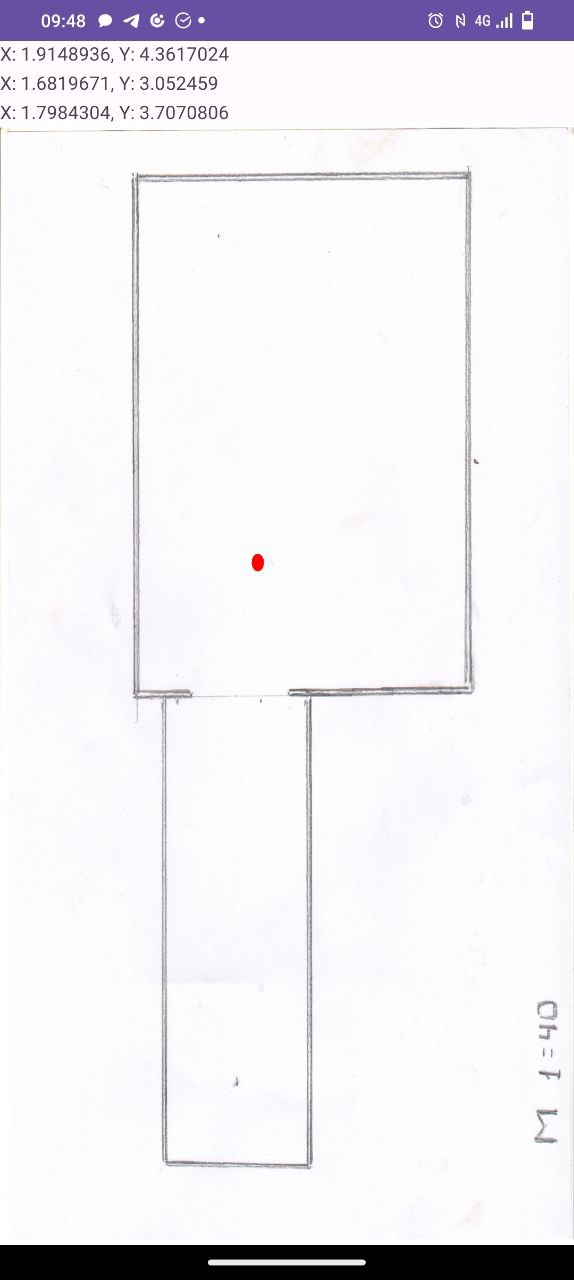 09:48
4G
X: 1.9148936, Y: 4.3617024
X: 1.6819671, Y: 3.052459
X: 1.7984304, Y: 3.7070806
M 1=40